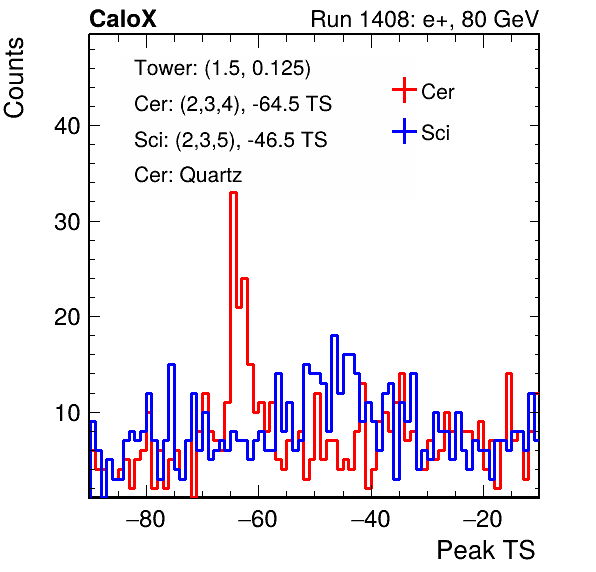 CaloX Run 1408: e+, 80 GeV
Counts
Tower: (1.5, 0.125)
Cer: (2,3,4), -64.5 TS
Sci: (2,3,5), -46.5 TS
Cer: Quartz
Cer
Sci
40
30
20
10
−80 −60 −40 −20
Peak TS